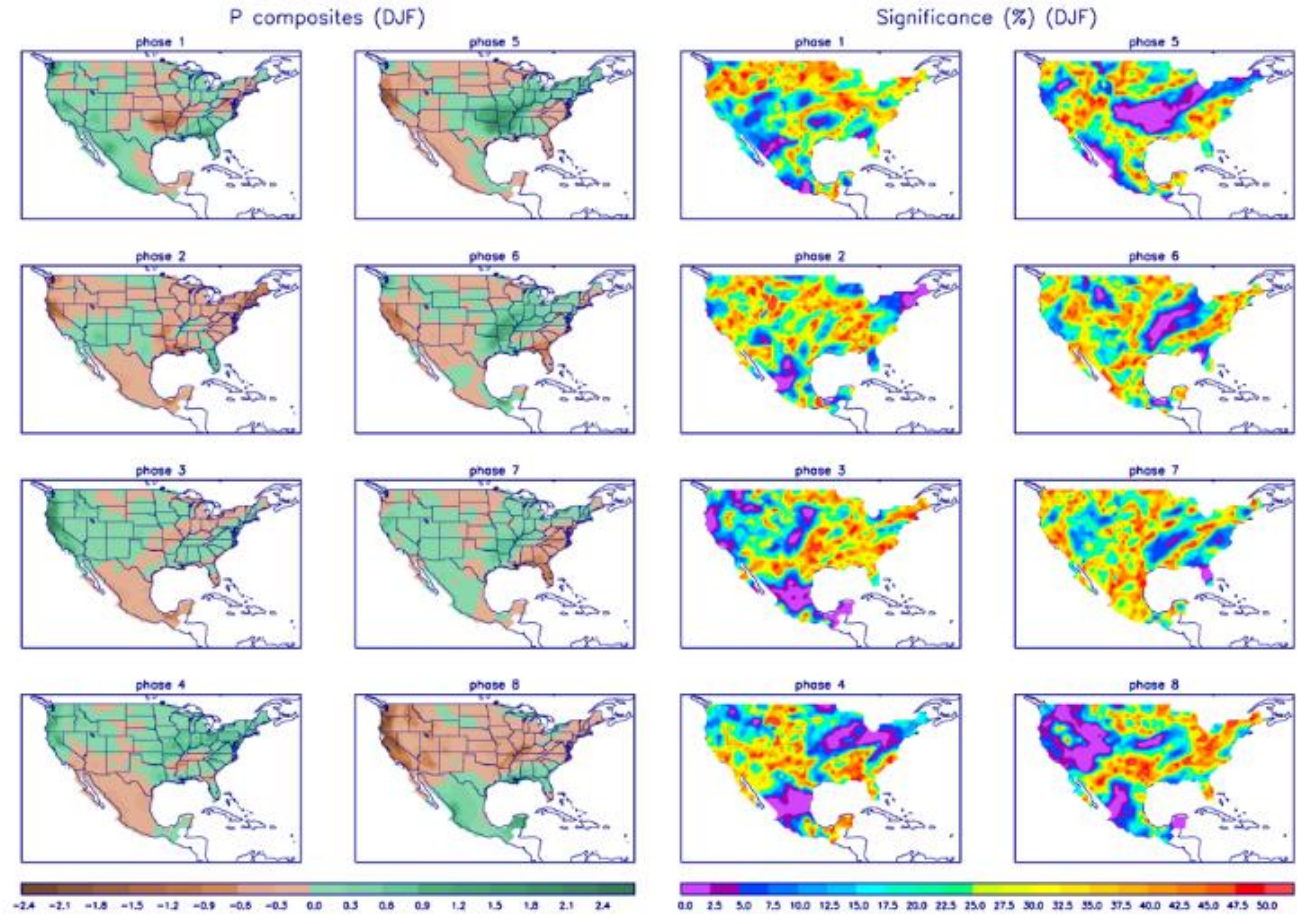 P composites (DJF)
Significance (%) (DJF)
phase 1
phase 5
phase 1
phase 5
phase 2
phase 6
phase 2
phase 6
phase 3
phase 7
phase 3
phase 7
phase 4
phase 8
phase 4
phase 8
-2.4 -2.1 -1.8 -1.5 -1.2 -0.9 -0.6 -0.3 0.0 0.3 0.6 0.9 1.2 1.5 1.8 2.1 2.4
0.0 2.5 5.0 7.5 10.0 12.5 15.0 17.5 20.0 22.5 25.0 27.5 30.0 32.5 35.0 37.5 40.0 42.5 45.0 47.5 50.0